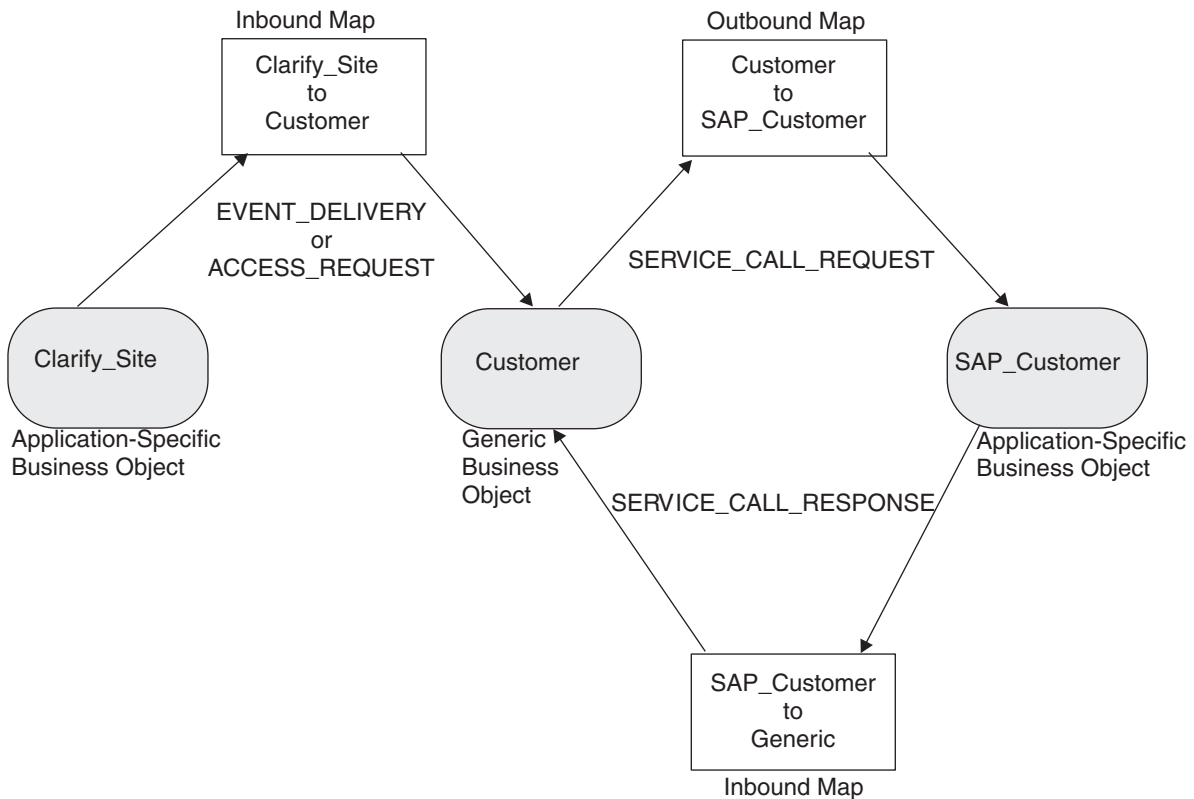 Inbound Map
Clarify_Site
to
Customer
Outbound Map
Customer
to
SAP_Customer
EVENT_DELIVERY
or
ACCESS_REQUEST
SERVICE_CALL_REQUEST
Clarify_Site
Application-Specific
Business Object
Customer
Generic
Business
Object
SAP_Customer
Application-Specific
Business Object
SERVICE_CALL_RESPONSE
SAP_Customer
to
Generic
Inbound Map